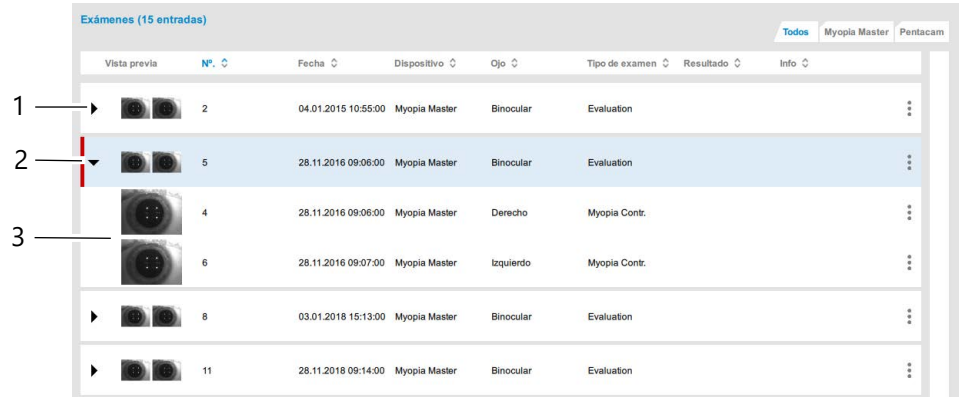 Exámenes (15 entradas)
Todos Myopia Master Pentacam
Vista previa Nº. Fecha Dispositivo Ojo Tipo de examen Resultado Info
1 2 04.01.2015 10:55:00 Myopia Master Binocular Evaluation
2 5 28.11.2016 09:06:00 Myopia Master Binocular Evaluation
4 28.11.2016 09:06:00 Myopia Master Derecho Myopia Contr.
3
6 28.11.2016 09:07:00 Myopia Master Izquierdo Myopia Contr.
8 03.01.2018 15:13:00 Myopia Master Binocular Evaluation
11 28.11.2018 09:14:00 Myopia Master Binocular Evaluation